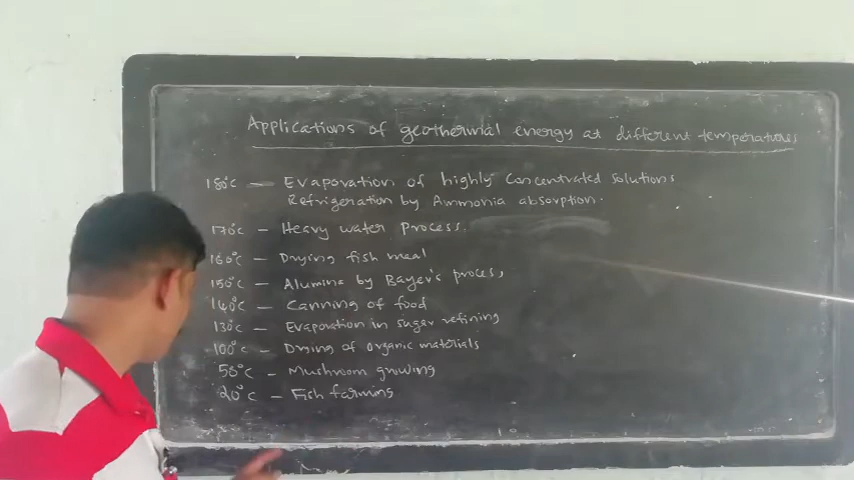 Applications of geothermal energy at different temperatures
180°C — Evaporation of highly concentrated solutions
Refrigeration by Ammonia absorption.
170°C — Heavy water process.
160°C — Drying fish meal
150°C — Alumina by Bayer's process,
140°C — Canning of food
130°C — Evaporation in sugar refining
100°C — Drying of organic materials
50°C — Mushroom growing
20°C — Fish farming